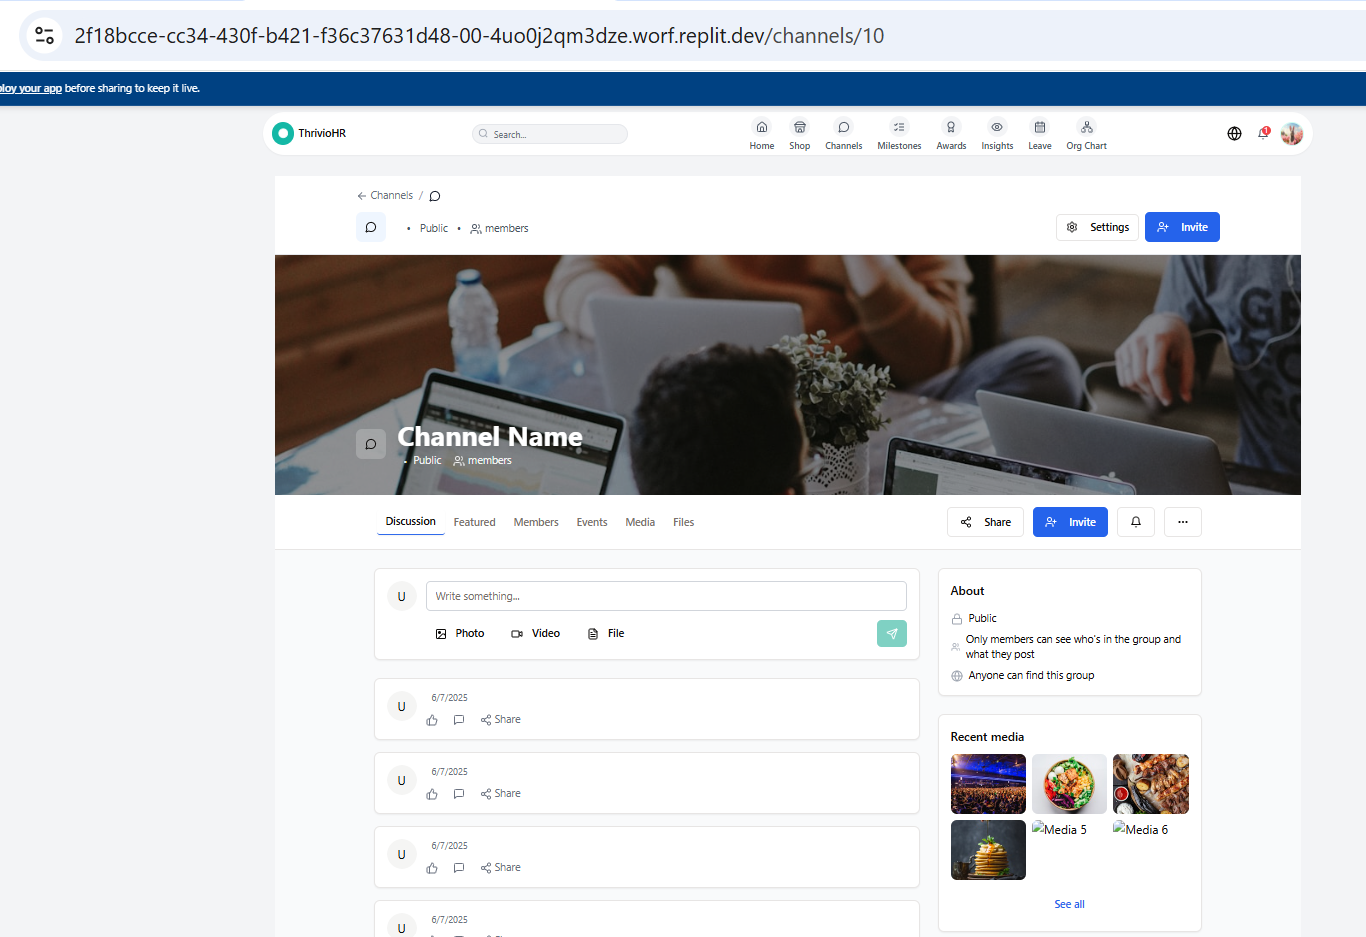 2f18bcce-cc34-430f-b421-f36c37631d48-00-4uo0j2qm3dze.worf.replit.dev/channels/10
ploy your app before sharing to keep it live.
ThrivioHR
Search...
Home Shop Channels Milestones Awards Insights Leave Org Chart
1
Channels /
• Public • members
Settings
Invite
Channel Name
• Public members
Discussion Featured Members Events Media Files
Share
Invite
U
Write something...
Photo Video File
U
6/7/2025
Share
U
6/7/2025
Share
U
6/7/2025
Share
U
6/7/2025
About
Public
Only members can see who's in the group and
what they post
Anyone can find this group
Recent media
Media 5
Media 6
See all